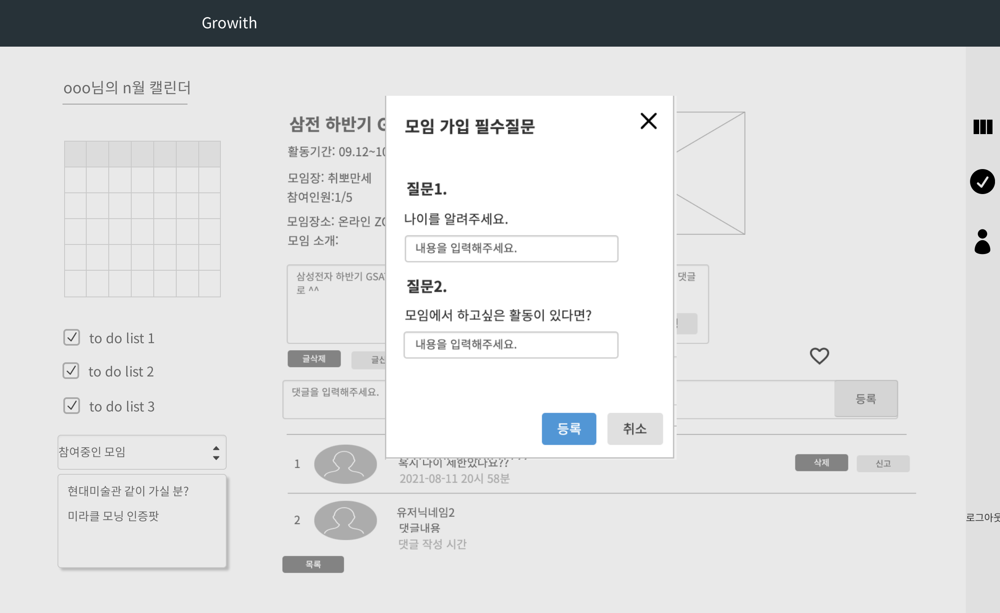 Growith
ooo님의 n월 캘린더
to do list 1
to do list 2
to do list 3
참여중인 모임
현대미술관 같이 가실 분?
미라클 모닝 인증팟
삼전 하반기
활동기간: 09.12~10
모임장: 취뽀만세
참여인원:1/5
모임장소: 온라인
모임 소개:
삼성전자 하반기 GSAT
댓글
로 ^^
글삭제
댓글을 입력해주세요.
등록
모임 가입 필수질문
질문1.
나이를 알려주세요.
내용을 입력해주세요.
질문2.
모임에서 하고싶은 활동이 있다면?
내용을 입력해주세요.
등록
취소
1
혹시 나이 제한있나요??
2021-08-11 20시 58분
삭제
신고
2
유저닉네임2
댓글내용
댓글 작성 시간
목록
로그아웃